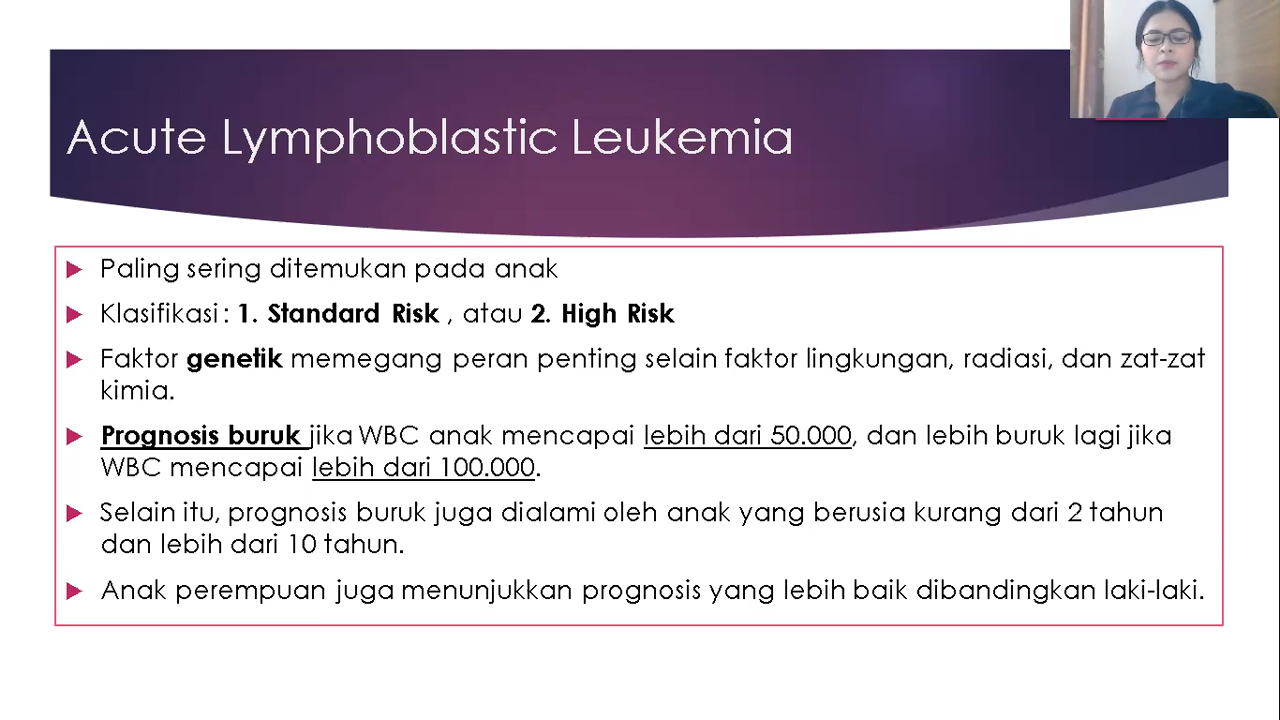 Acute Lymphoblastic Leukemia
Paling sering ditemukan pada anak
Klasifikasi : 1. Standard Risk , atau 2. High Risk
Faktor genetik memegang peran penting selain faktor lingkungan, radiasi, dan zat-zat
kimia.
Prognosis buruk jika WBC anak mencapai lebih dari 50.000, dan lebih buruk lagi jika
WBC mencapai lebih dari 100.000.
Selain itu, prognosis buruk juga dialami oleh anak yang berusia kurang dari 2 tahun
dan lebih dari 10 tahun.
Anak perempuan juga menunjukkan prognosis yang lebih baik dibandingkan laki-laki.